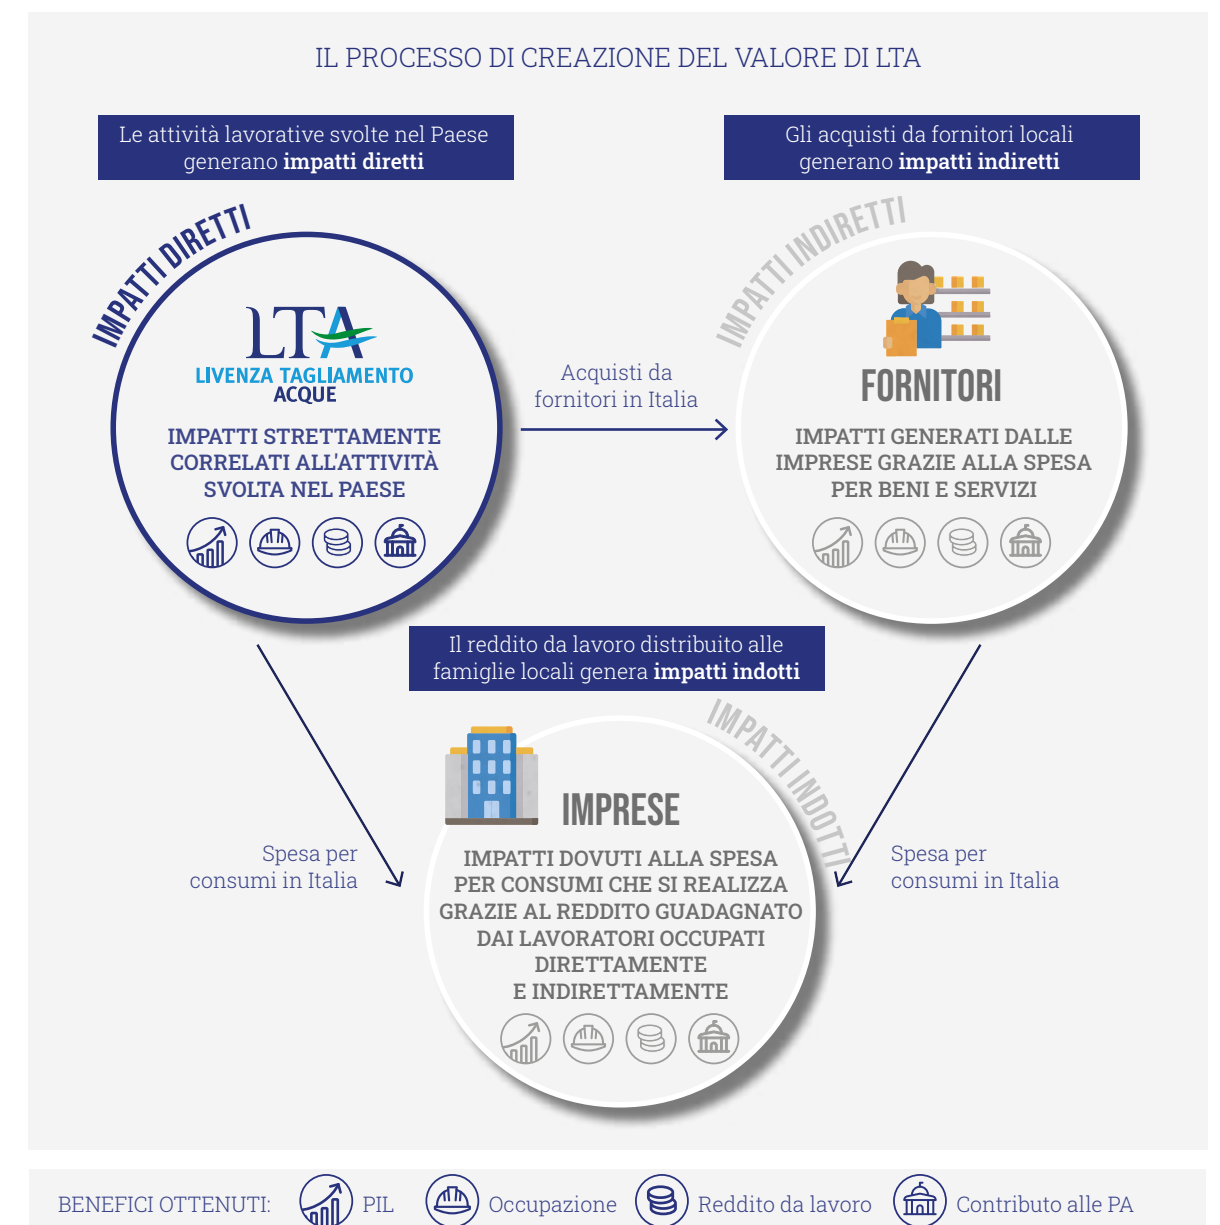 IL PROCESSO DI CREAZIONE DEL VALORE DI LTA
Le attività lavorative svolte nel Paese
generano impatti diretti
Gli acquisti da fornitori locali
generano impatti indiretti
IMPATTI DIRETTI
LTA
LIVENZA TAGLIAMENTO
ACQUE
IMPATTI STRETTAMENTE
CORRELATI ALL'ATTIVITÀ
SVOLTA NEL PAESE
Acquisti da
fornitori in Italia
IMPATTI INDIRETTI
FORNITORI
IMPATTI GENERATI DALLE
IMPRESE GRAZIE ALLA SPESA
PER BENI E SERVIZI
Il reddito da lavoro distribuito alle
famiglie locali genera impatti indotti
IMPATTI INDOTTI
IMPRESE
IMPATTI DOVUTI ALLA SPESA
PER CONSUMI CHE SI REALIZZA
GRAZIE AL REDDITO GUADAGNATO
DAI LAVORATORI OCCUPATI
DIRETTAMENTE
E INDIRETTAMENTE
Spesa per
consumi in Italia
Spesa per
consumi in Italia
BENEFICI OTTENUTI: PIL Occupazione Reddito da lavoro Contributo alle PA